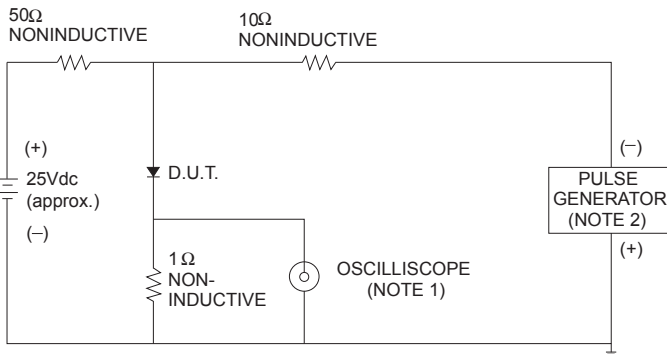 50Ω
NONINDUCTIVE
10Ω
NONINDUCTIVE
(+)
25Vdc
(approx.)
(−)
D.U.T.
1Ω
NON-
INDUCTIVE
OSCILLISCOPE
(NOTE 1)
(−)
PULSE
GENERATOR
(NOTE 2)
(+)